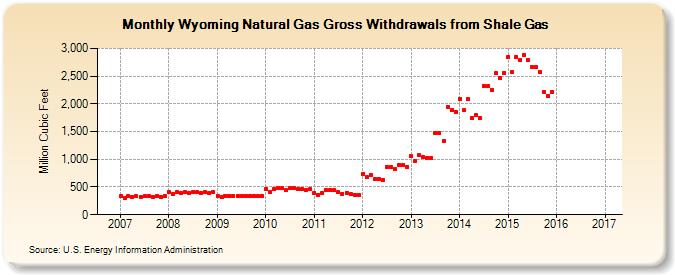 Monthly Wyoming Natural Gas Gross Withdrawals from Shale Gas
Million Cubic Feet
3,000
2,500
2,000
1,500
1,000
500
0
2007 2008 2009 2010 2011 2012 2013 2014 2015 2016 2017
Source: U.S. Energy Information Administration